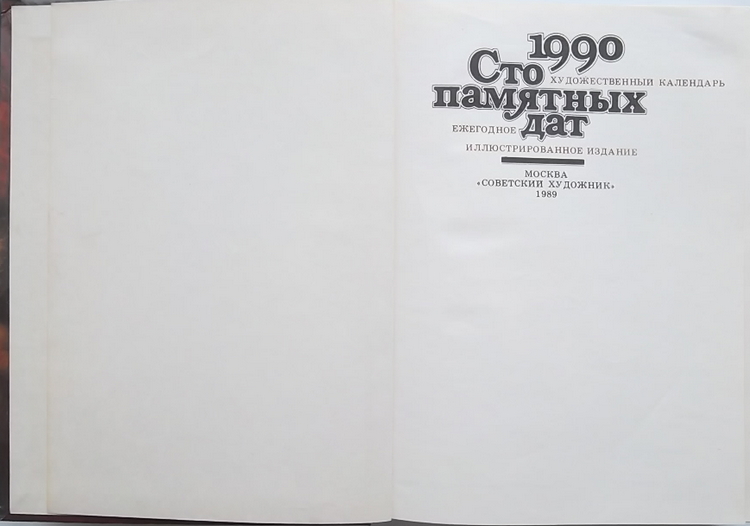 1990
Сто
ХУДОЖЕСТВЕННЫЙ КАЛЕНДАРЬ
памятных
ЕЖЕГОДНОЕ
дат
ИЛЛЮСТРИРОВАННОЕ ИЗДАНИЕ
МОСКВА
«СОВЕТСКИЙ ХУДОЖНИК»
1989